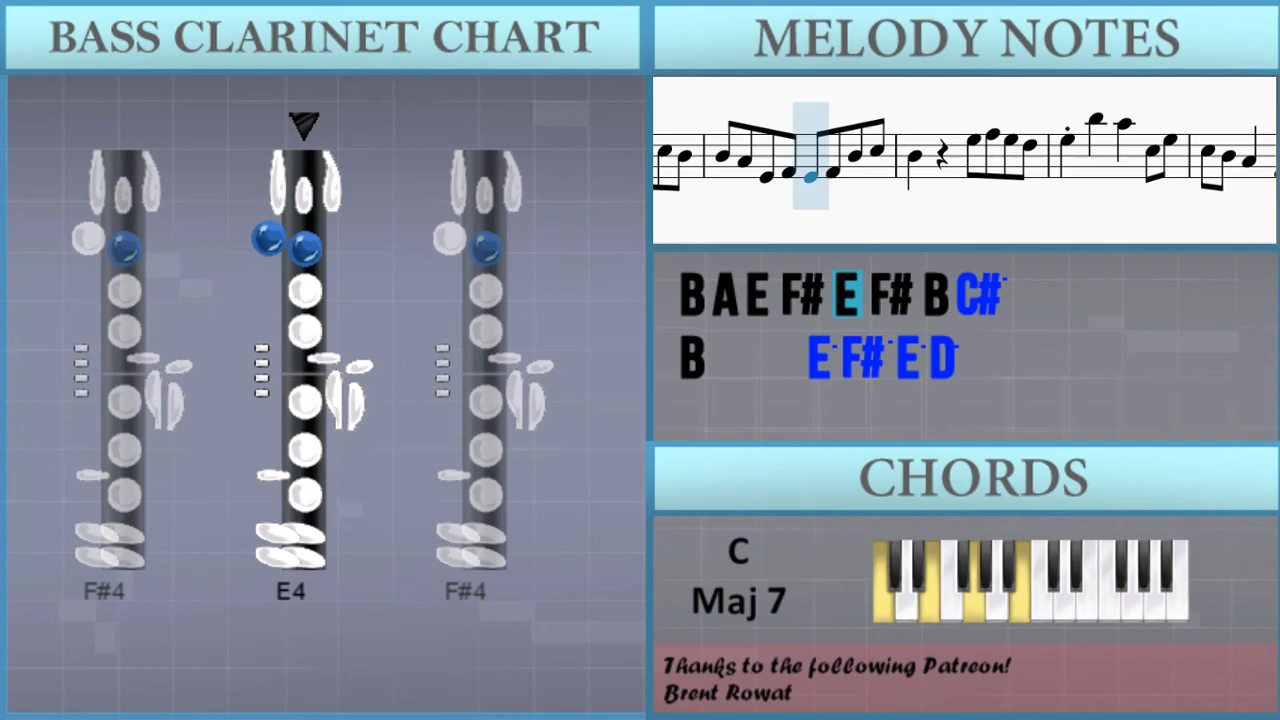 BASS CLARINET CHART
F#4
E4
F#4
MELODY NOTES
B A E F# E F# B C#˙
B E˙ F#˙ E˙ D˙
CHORDS
C
Maj 7
Thanks to the following Patreon!
Brent Rowat